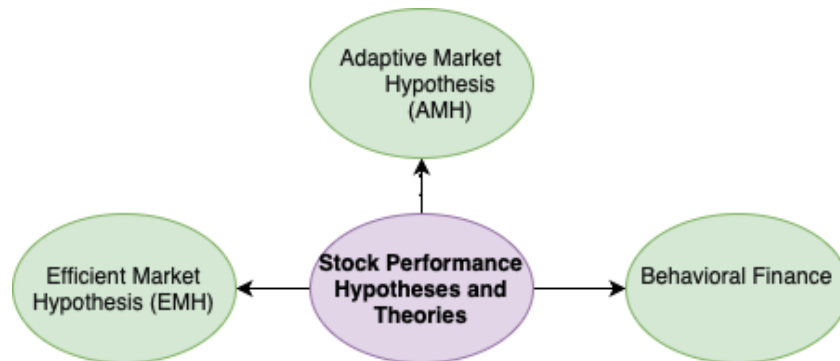 Adaptive Market
Hypothesis
(AMH)
Efficient Market
Hypothesis (EMH)
Stock Performance
Hypotheses and
Theories
Behavioral Finance